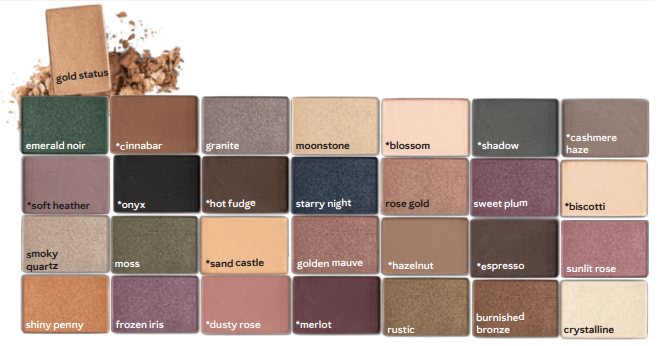 gold status
emerald noir
*cinnabar
granite
moonstone
*blossom
*shadow
*cashmere
haze
*soft heather
*onyx
*hot fudge
starry night
rose gold
sweet plum
*biscotti
smoky
quartz
moss
*sand castle
golden mauve
*hazelnut
*espresso
sunlit rose
shiny penny
frozen iris
*dusty rose
*merlot
rustic
burnished
bronze
crystalline